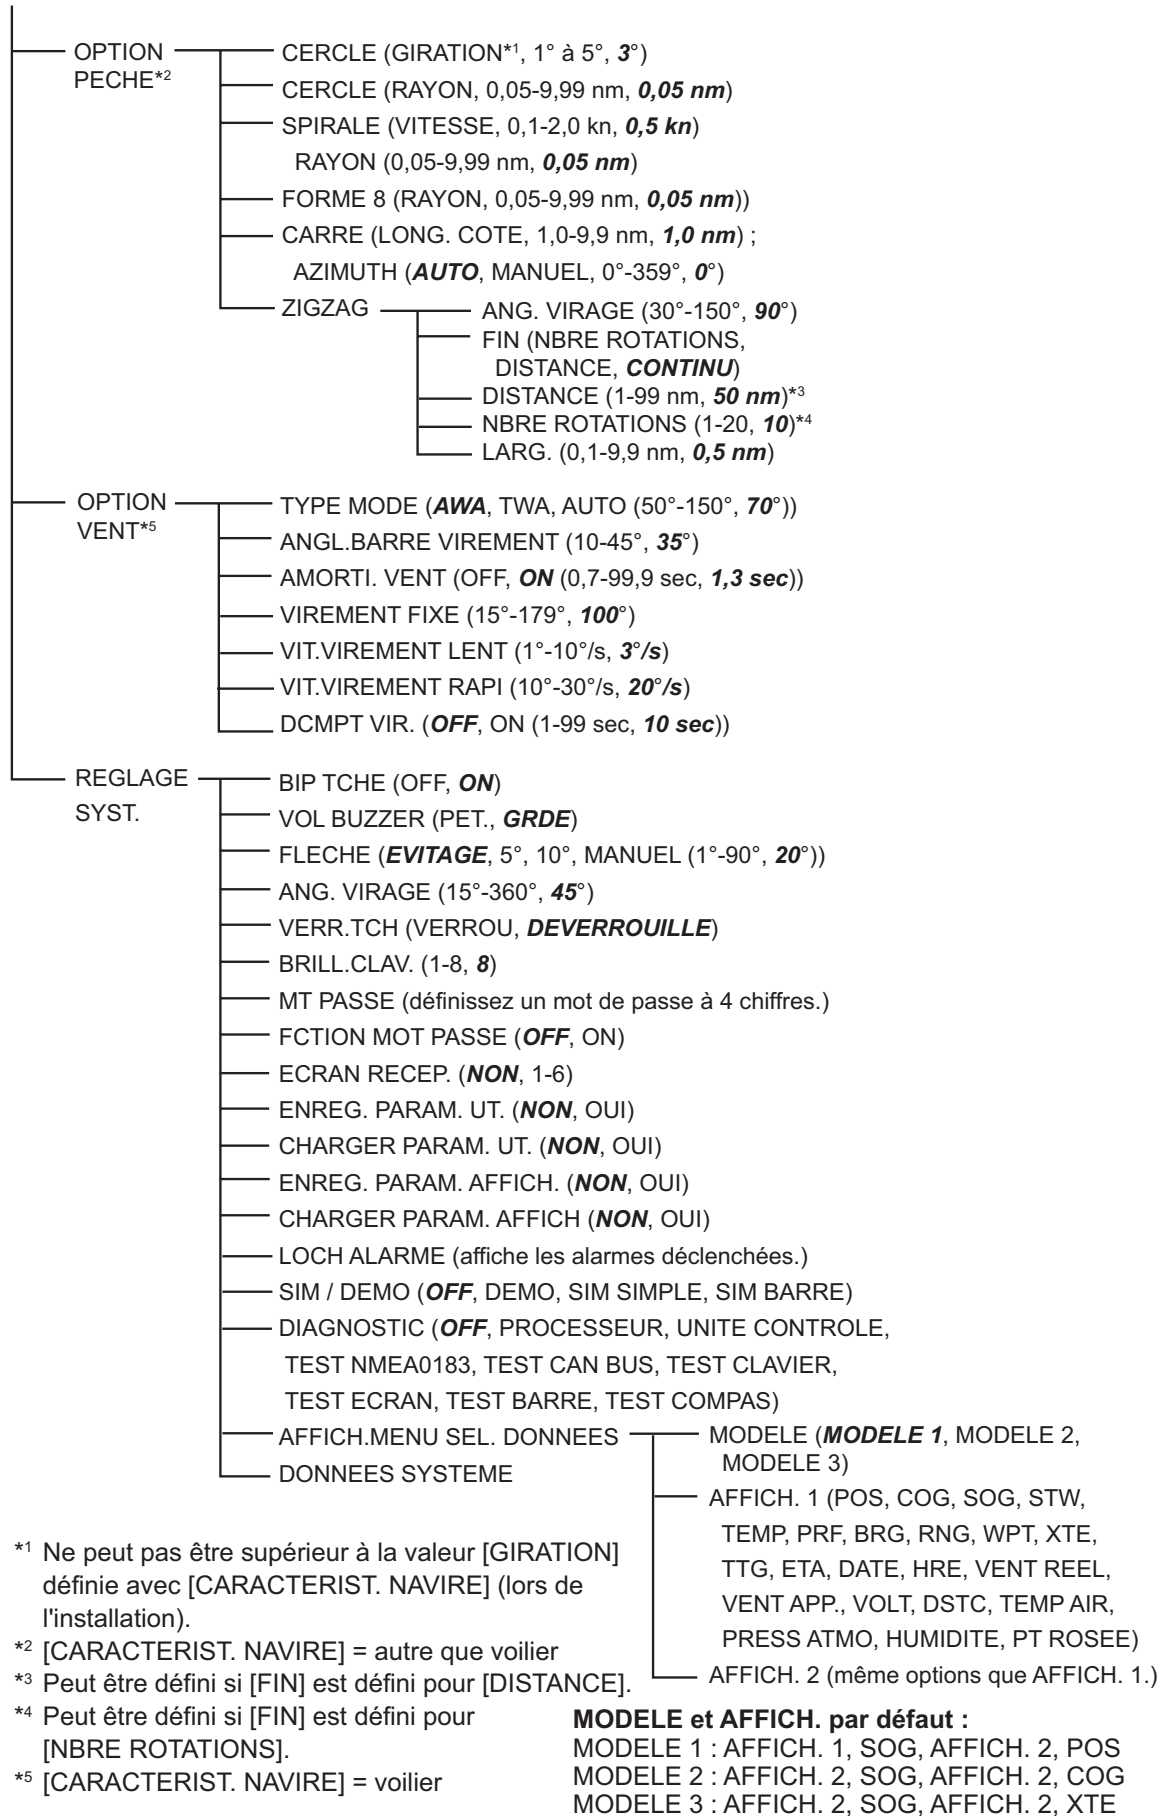 OPTION
PECHE*2
CERCLE (GIRATION*1, 1° à 5°, 3°)
CERCLE (RAYON, 0,05-9,99 nm, 0,05 nm)
SPIRALE (VITESSE, 0,1-2,0 kn, 0,5 kn)
RAYON (0,05-9,99 nm, 0,05 nm)
FORME 8 (RAYON, 0,05-9,99 nm, 0,05 nm))
CARRE (LONG. COTE, 1,0-9,9 nm, 1,0 nm) ;
AZIMUTH (AUTO, MANUEL, 0°-359°, 0°)
ZIGZAG
ANG. VIRAGE (30°-150°, 90°)
FIN (NBRE ROTATIONS,
DISTANCE, CONTINU)
DISTANCE (1-99 nm, 50 nm)*3
NBRE ROTATIONS (1-20, 10)*4
LARG. (0,1-9,9 nm, 0,5 nm)
OPTION
VENT*5
TYPE MODE (AWA, TWA, AUTO (50°-150°, 70°))
ANGL.BARRE VIREMENT (10-45°, 35°)
AMORTI. VENT (OFF, ON (0,7-99,9 sec, 1,3 sec))
VIREMENT FIXE (15°-179°, 100°)
VIT.VIREMENT LENT (1°-10°/s, 3°/s)
VIT.VIREMENT RAPI (10°-30°/s, 20°/s)
DCMPT VIR. (OFF, ON (1-99 sec, 10 sec))
REGLAGE
SYST.
BIP TCHE (OFF, ON)
VOL BUZZER (PET., GRDE)
FLECHE (EVITAGE, 5°, 10°, MANUEL (1°-90°, 20°))
ANG. VIRAGE (15°-360°, 45°)
VERR.TCH (VERROU, DEVERROUILLE)
BRILL.CLAV. (1-8, 8)
MT PASSE (définissez un mot de passe à 4 chiffres.)
FCTION MOT PASSE (OFF, ON)
ECRAN RECEP. (NON, 1-6)
ENREG. PARAM. UT. (NON, OUI)
CHARGER PARAM. UT. (NON, OUI)
ENREG. PARAM. AFFICH. (NON, OUI)
CHARGER PARAM. AFFICH (NON, OUI)
LOCH ALARME (affiche les alarmes déclenchées.)
SIM / DEMO (OFF, DEMO, SIM SIMPLE, SIM BARRE)
DIAGNOSTIC (OFF, PROCESSEUR, UNITE CONTROLE,
TEST NMEA0183, TEST CAN BUS, TEST CLAVIER,
TEST ECRAN, TEST BARRE, TEST COMPAS)
AFFICH.MENU SEL. DONNEES
DONNEES SYSTEME
MODELE (MODELE 1, MODELE 2,
MODELE 3)
AFFICH. 1 (POS, COG, SOG, STW,
TEMP, PRF, BRG, RNG, WPT, XTE,
TTG, ETA, DATE, HRE, VENT REEL,
VENT APP., VOLT, DSTC, TEMP AIR,
PRESS ATMO, HUMIDITE, PT ROSEE)
AFFICH. 2 (même options que AFFICH. 1.)
*1 Ne peut pas être supérieur à la valeur [GIRATION]
définie avec [CARACTERIST. NAVIRE] (lors de
l'installation).
*2 [CARACTERIST. NAVIRE] = autre que voilier
*3 Peut être défini si [FIN] est défini pour [DISTANCE].
*4 Peut être défini si [FIN] est défini pour
[NBRE ROTATIONS].
*5 [CARACTERIST. NAVIRE] = voilier
MODELE et AFFICH. par défaut :
MODELE 1 : AFFICH. 1, SOG, AFFICH. 2, POS
MODELE 2 : AFFICH. 2, SOG, AFFICH. 2, COG
MODELE 3 : AFFICH. 2, SOG, AFFICH. 2, XTE